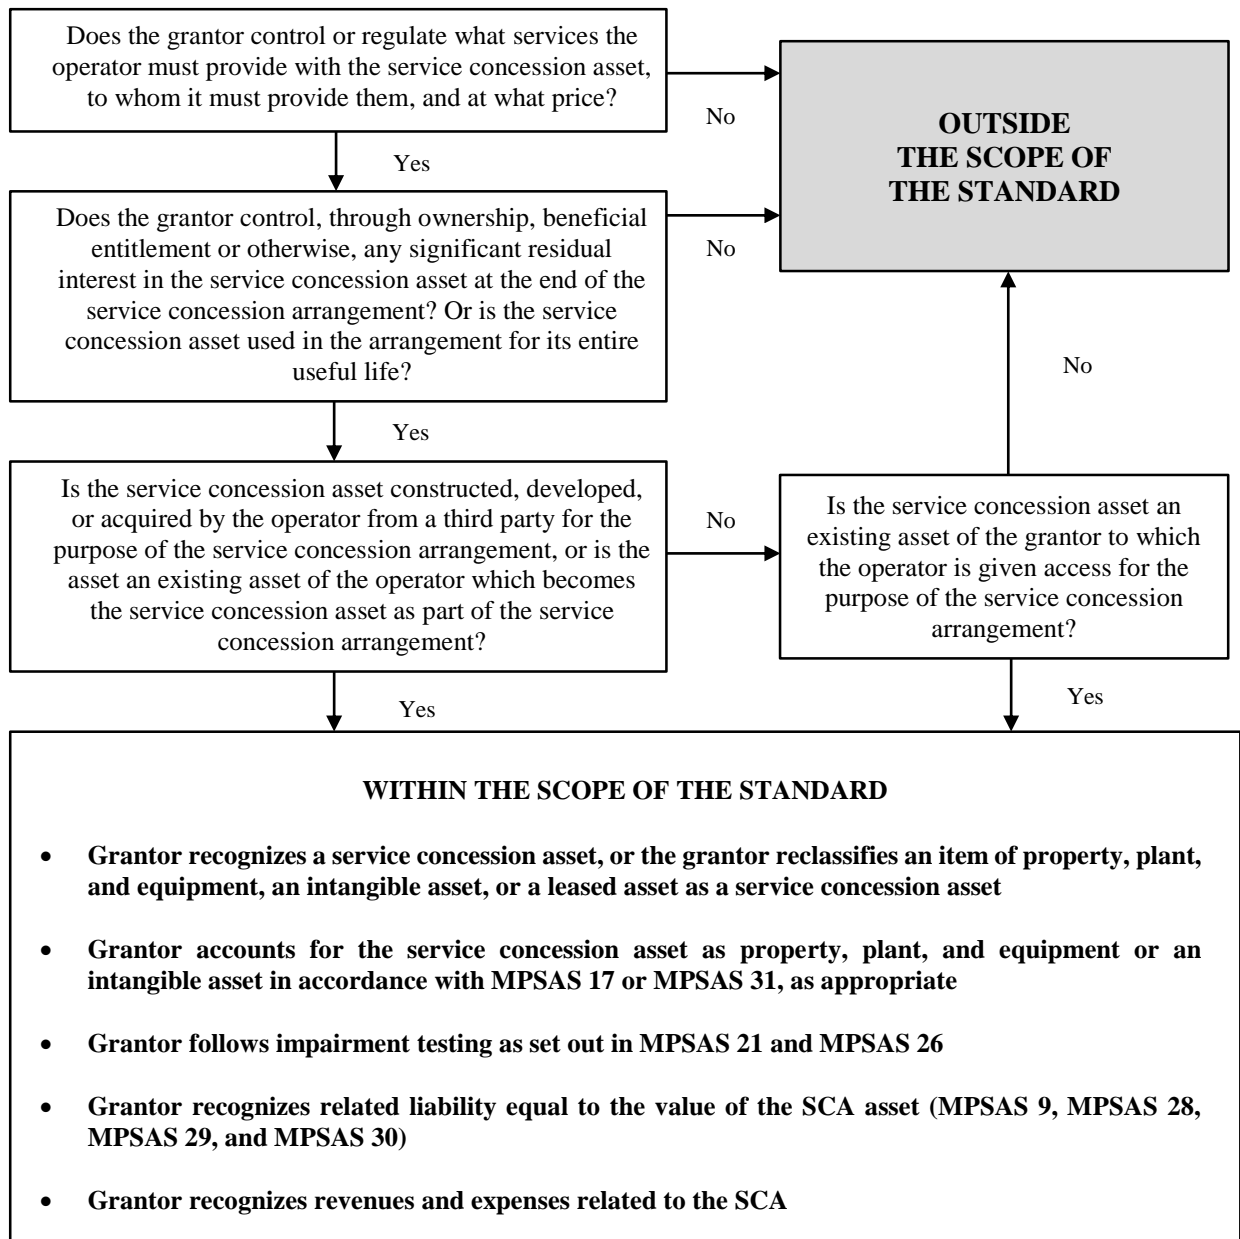 Does the grantor control or regulate what services the
operator must provide with the service concession asset,
to whom it must provide them, and at what price?
No
OUTSIDE
THE SCOPE OF
THE STANDARD
Yes
Does the grantor control, through ownership, beneficial
entitlement or otherwise, any significant residual
interest in the service concession asset at the end of the
service concession arrangement? Or is the service
concession asset used in the arrangement for its entire
useful life?
No
No
Yes
Is the service concession asset constructed, developed,
or acquired by the operator from a third party for the
purpose of the service concession arrangement, or is the
asset an existing asset of the operator which becomes
the service concession asset as part of the service
concession arrangement?
No
Is the service concession asset an
existing asset of the grantor to which
the operator is given access for the
purpose of the service concession
arrangement?
Yes
Yes
WITHIN THE SCOPE OF THE STANDARD
• Grantor recognizes a service concession asset, or the grantor reclassifies an item of property, plant,
and equipment, an intangible asset, or a leased asset as a service concession asset
• Grantor accounts for the service concession asset as property, plant, and equipment or an
intangible asset in accordance with MPSAS 17 or MPSAS 31, as appropriate
• Grantor follows impairment testing as set out in MPSAS 21 and MPSAS 26
• Grantor recognizes related liability equal to the value of the SCA asset (MPSAS 9, MPSAS 28,
MPSAS 29, and MPSAS 30)
• Grantor recognizes revenues and expenses related to the SCA